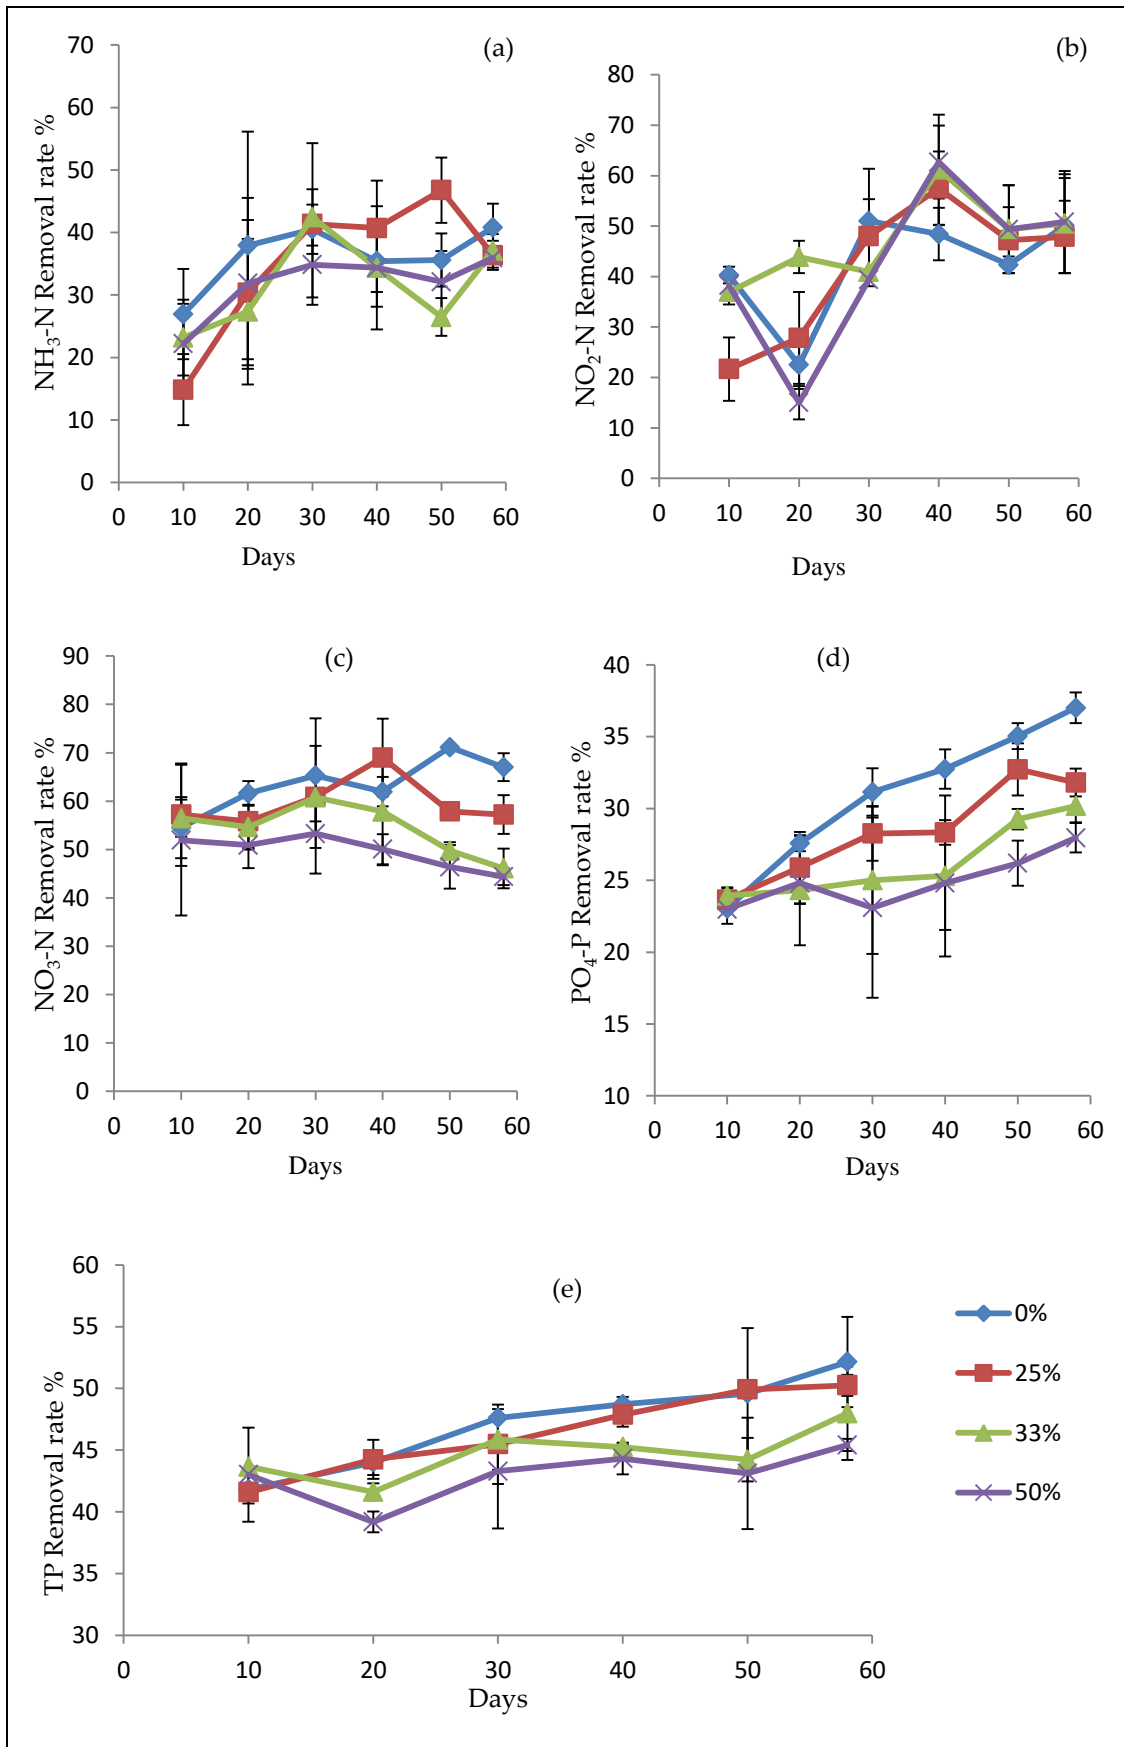 (a)
NH₃-N Removal rate %
70
60
50
40
30
20
10
0
0 10 20 30 40 50 60
Days
(b)
NO₂-N Removal rate %
80
70
60
50
40
30
20
10
0
0 10 20 30 40 50 60
Days
(c)
NO₃-N Removal rate %
90
80
70
60
50
40
30
20
10
0
0 10 20 30 40 50 60
Days
(d)
PO₄-P Removal rate %
40
35
30
25
20
15
10
0 10 20 30 40 50 60
Days
(e)
TP Removal rate %
60
55
50
45
40
35
30
0 10 20 30 40 50 60
Days
0%
25%
33%
50%